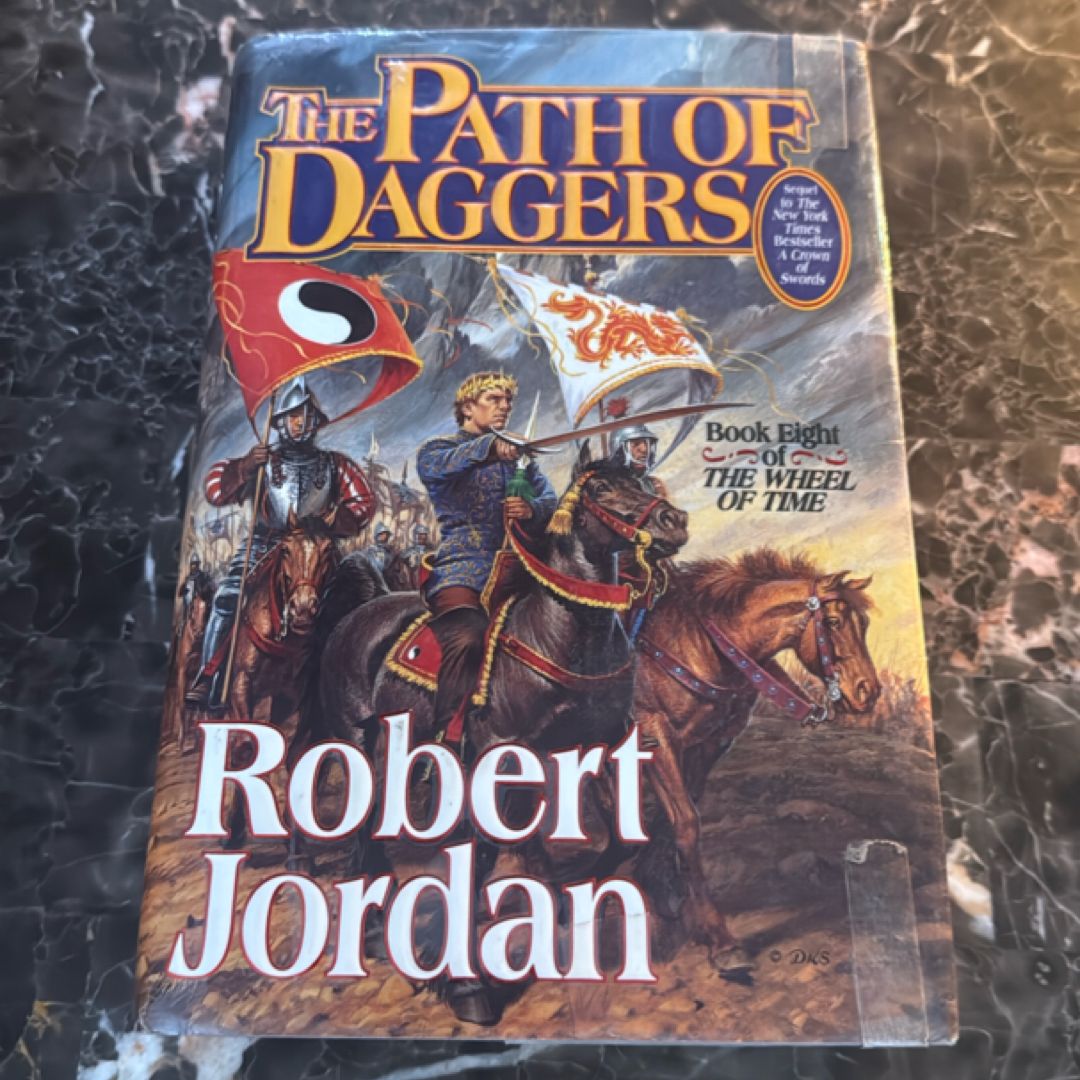 THE PATH OF
DAGGERS
Sequel
to The
New York
Times
Bestseller
A Crown
of
Swords
Book Eight
of
THE WHEEL
OF TIME
Robert
Jordan
© DKS